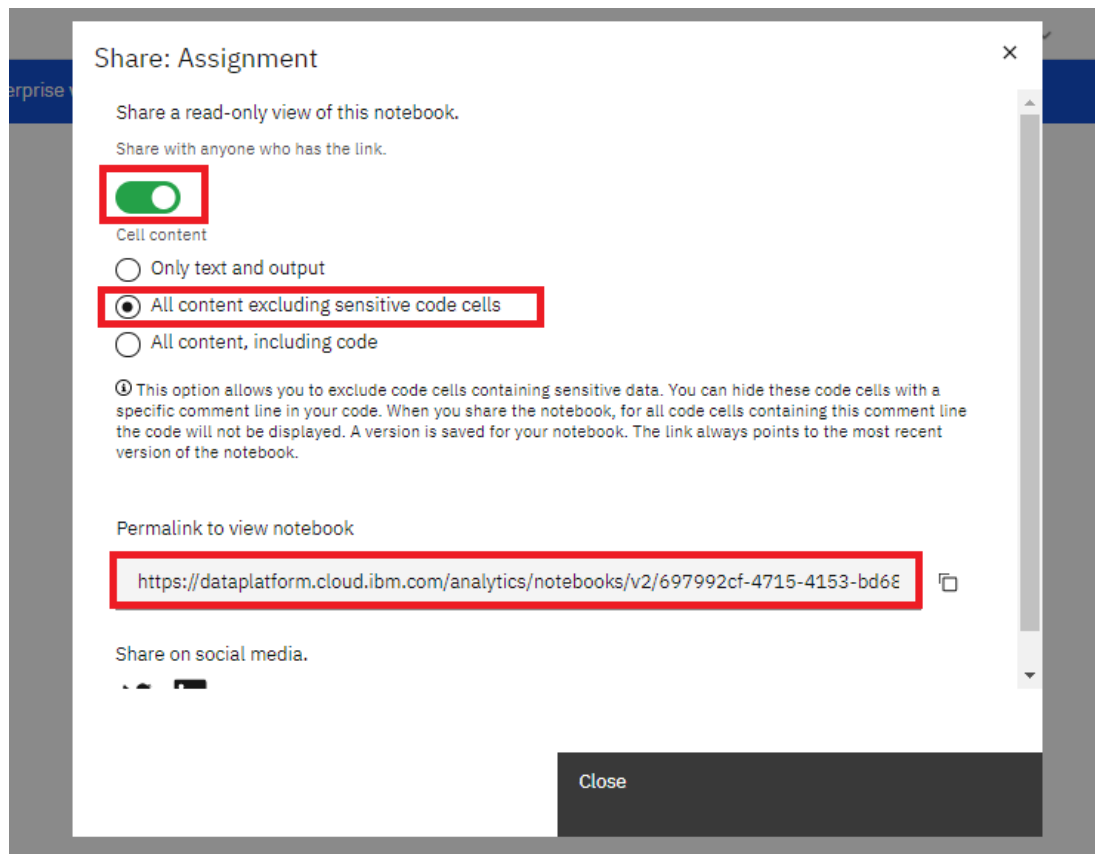 Share: Assignment
erprise
Share a read-only view of this notebook.
Share with anyone who has the link.
Cell content
Only text and output
All content excluding sensitive code cells
All content, including code
This option allows you to exclude code cells containing sensitive data. You can hide these code cells with a
specific comment line in your code. When you share the notebook, for all code cells containing this comment line
the code will not be displayed. A version is saved for your notebook. The link always points to the most recent
version of the notebook.
Permalink to view notebook
https://dataplatform.cloud.ibm.com/analytics/notebooks/v2/697992cf-4715-4153-bd68
Share on social media.
Close